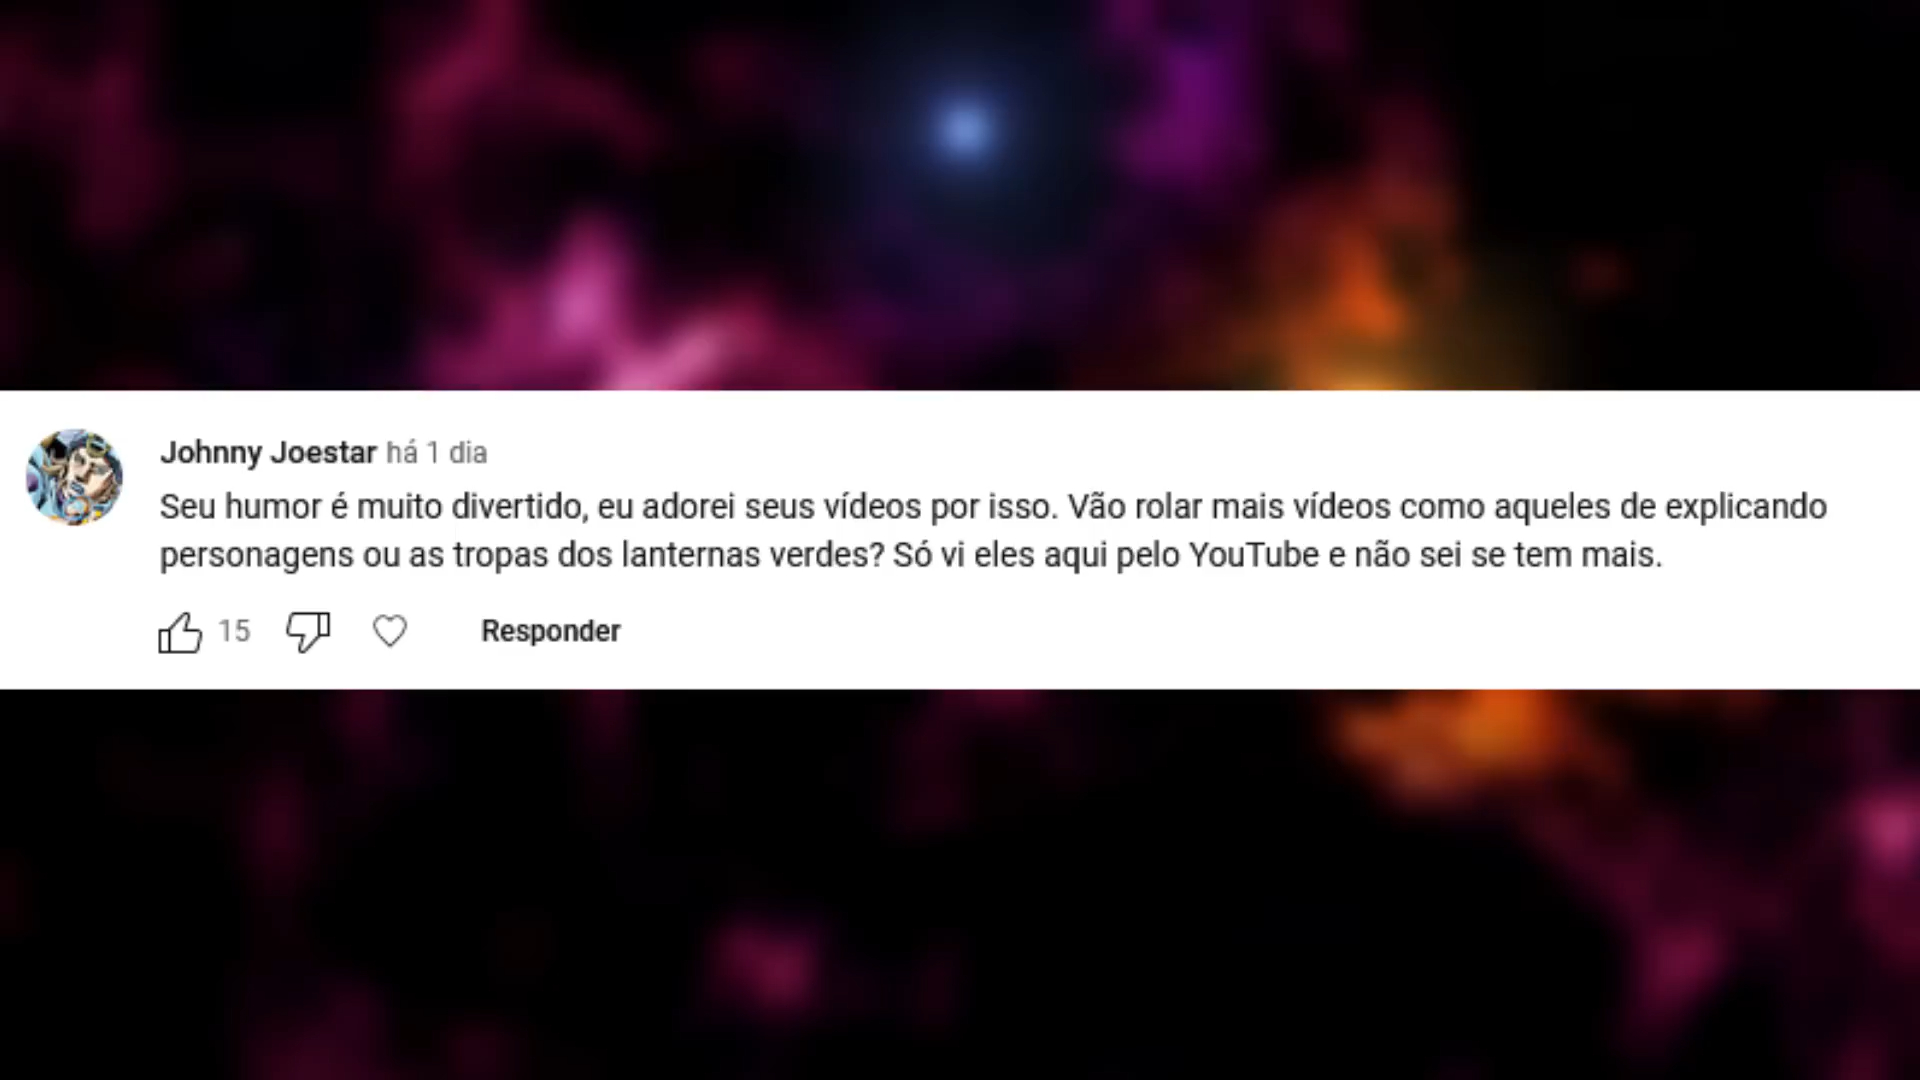 Johnny Joestar há 1 dia
Seu humor é muito divertido, eu adorei seus vídeos por isso. Vão rolar mais vídeos como aqueles de explicando
personagens ou as tropas dos lanternas verdes? Só vi eles aqui pelo YouTube e não sei se tem mais.
15 Responder